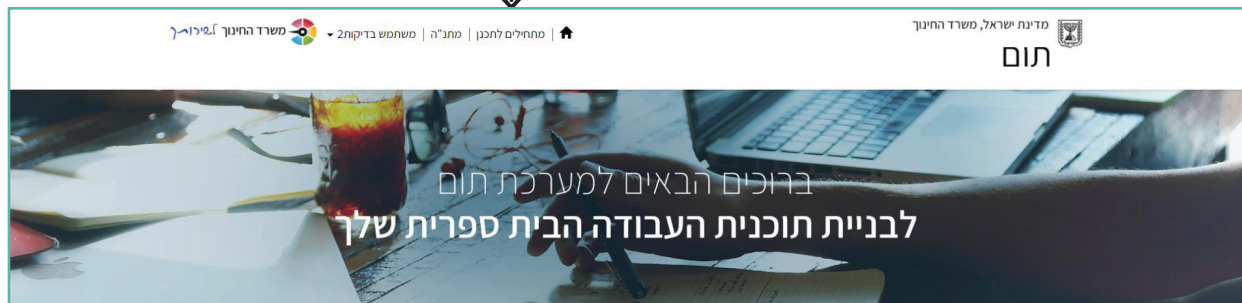 מדינת ישראל, משרד החינוך
תום
מתחילים לתכנן | מתנ"ה | משתמש בדיקות2
משרד החינוך לשירותך
ברוכים הבאים למערכת תום
לבניית תוכנית העבודה הבית ספרית שלך